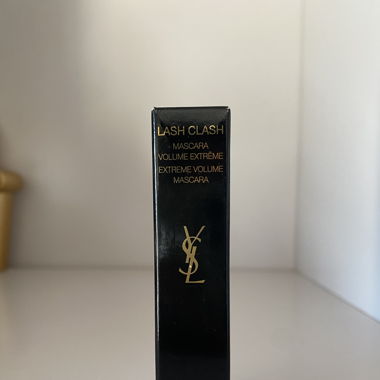 LASH CLASH
MASCARA
VOLUME EXTRÊME
EXTREME VOLUME
MASCARA
YSL